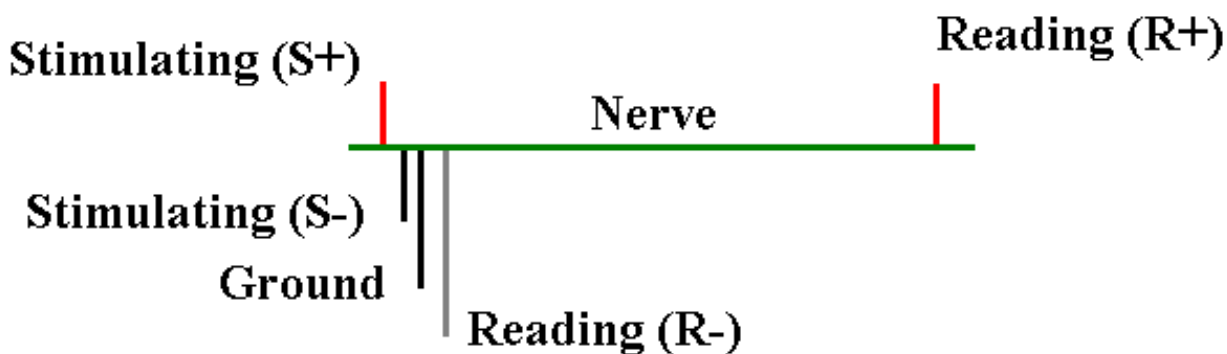 Stimulating (S+)
Reading (R+)
Nerve
Stimulating (S-)
Ground
Reading (R-)